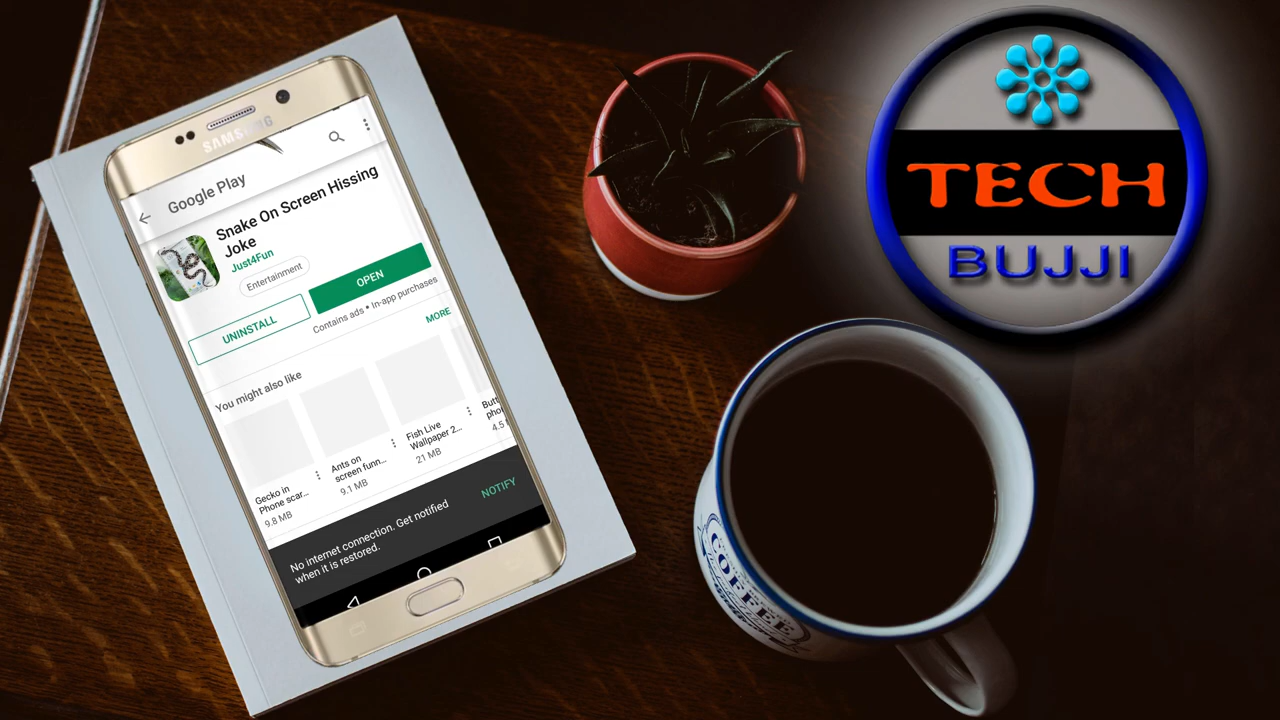 SAMSUNG
Google Play
Snake On Screen Hissing
Joke
Just4Fun
Entertainment
UNINSTALL
OPEN
Contains ads • In-app purchases
MORE
You might also like
Gecko in
Phone scar...
9.8 MB
Ants on
screen funn...
9.1 MB
Fish Live
Wallpaper 2...
21 MB
4.5
No internet connection. Get notified
when it is restored.
NOTIFY
TECH
BUJJI
COFFEE